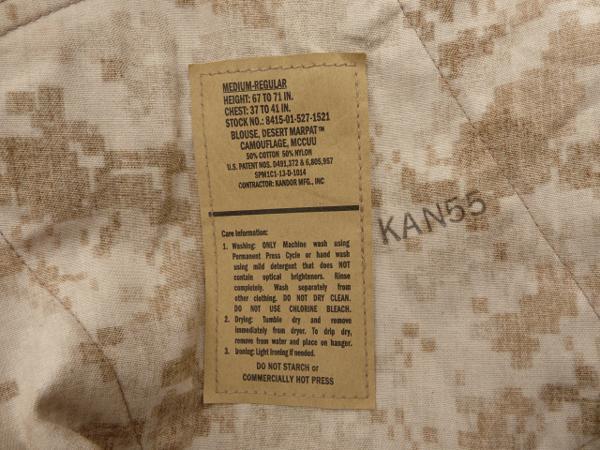 MEDIUM-REGULAR
HEIGHT: 67 TO 71 IN.
CHEST: 37 TO 41 IN.
STOCK NO.: 8415-01-527-1521
BLOUSE, DESERT MARPAT™
CAMOUFLAGE, MCCUU
50% COTTON 50% NYLON
U.S. PATENT NOS. D491,372 & 6,805,957
SPM1C1-13-D-1014
CONTRACTOR: KANDOR MFG., INC
Care Information:
1. Washing: ONLY Machine wash using
Permanent Press Cycle or hand wash
using mild detergent that does NOT
contain optical brighteners. Rinse
completely. Wash separately from
other clothing. DO NOT DRY CLEAN.
DO NOT USE CHLORINE BLEACH.
2. Drying: Tumble dry and remove
immediately from dryer. To drip dry,
remove from water and place on hanger.
3. Ironing: Light Ironing if needed.
DO NOT STARCH or
COMMERCIALLY HOT PRESS
KAN55